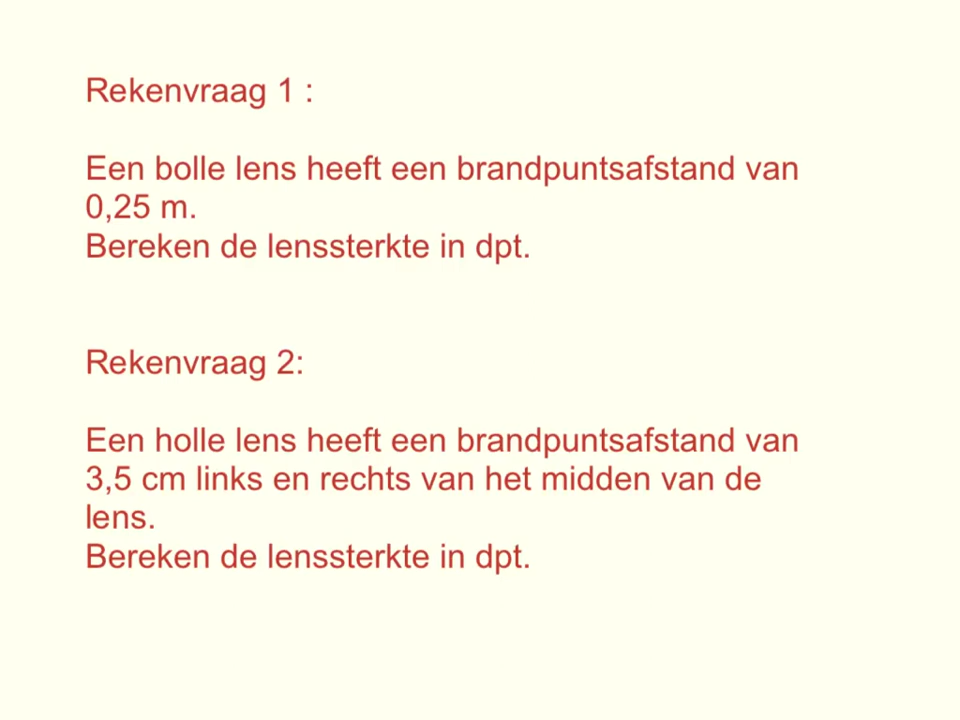 Rekenvraag 1 :
Een bolle lens heeft een brandpuntsafstand van
0,25 m.
Bereken de lenssterkte in dpt.
Rekenvraag 2:
Een holle lens heeft een brandpuntsafstand van
3,5 cm links en rechts van het midden van de
lens.
Bereken de lenssterkte in dpt.